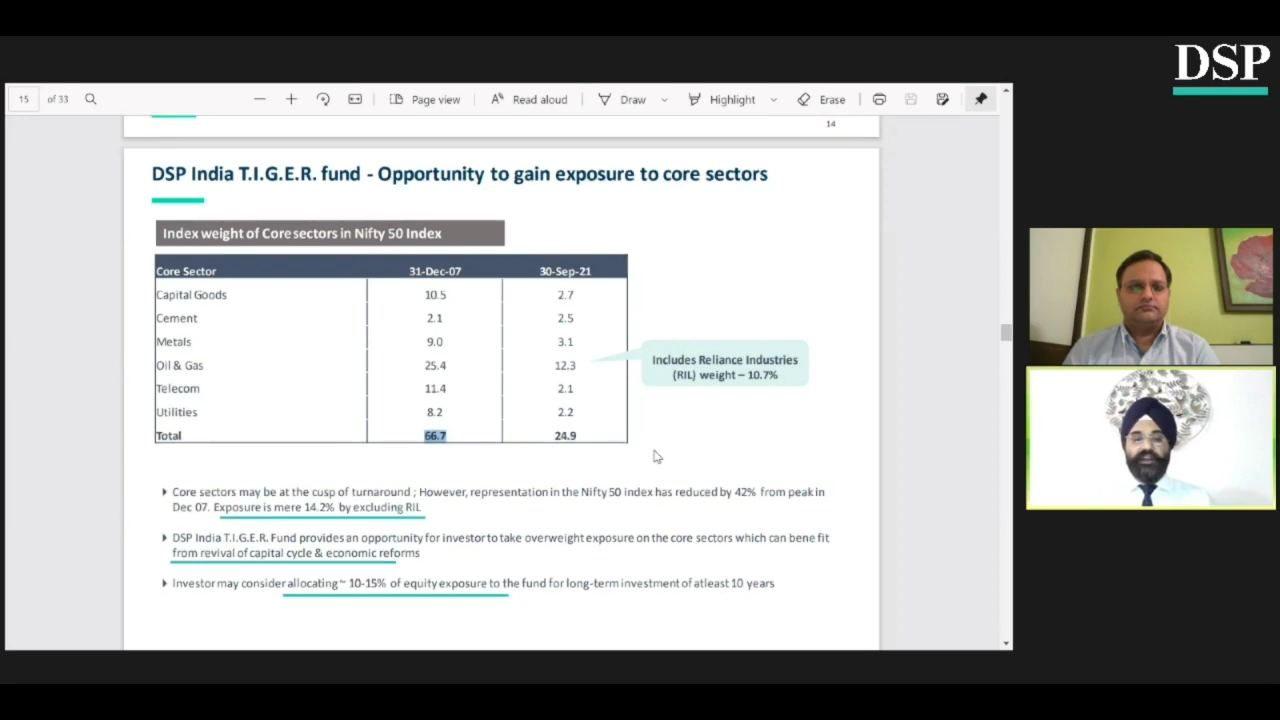 DSP
15 of 33 Page view Read aloud Draw Highlight Erase
14
DSP India T.I.G.E.R. fund - Opportunity to gain exposure to core sectors
Index weight of Core sectors in Nifty 50 Index
Core Sector 31-Dec-07 30-Sep-21
Capital Goods 10.5 2.7
Cement 2.1 2.5
Metals 9.0 3.1
Oil & Gas 25.4 12.3
Telecom 11.4 2.1
Utilities 8.2 2.2
Total 66.7 24.9
Includes Reliance Industries
(RIL) weight – 10.7%
Core sectors may be at the cusp of turnaround ; However, representation in the Nifty 50 index has reduced by 42% from peak in
Dec 07. Exposure is mere 14.2% by excluding RIL
DSP India T.I.G.E.R. Fund provides an opportunity for investor to take overweight exposure on the core sectors which can bene fit
from revival of capital cycle & economic reforms
Investor may consider allocating ~ 10-15% of equity exposure to the fund for long-term investment of atleast 10 years